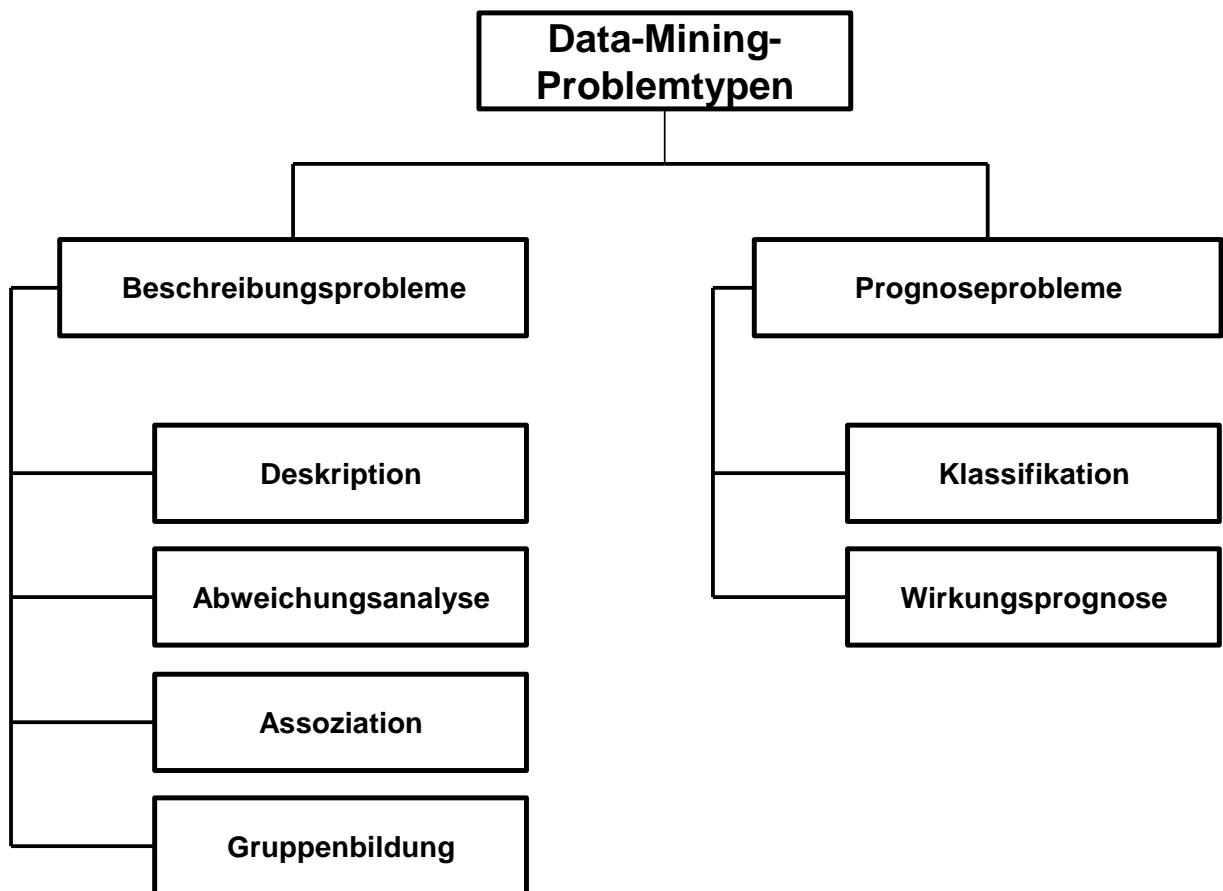 Data-Mining-
Problemtypen
Beschreibungsprobleme
Prognoseprobleme
Deskription
Klassifikation
Abweichungsanalyse
Wirkungsprognose
Assoziation
Gruppenbildung